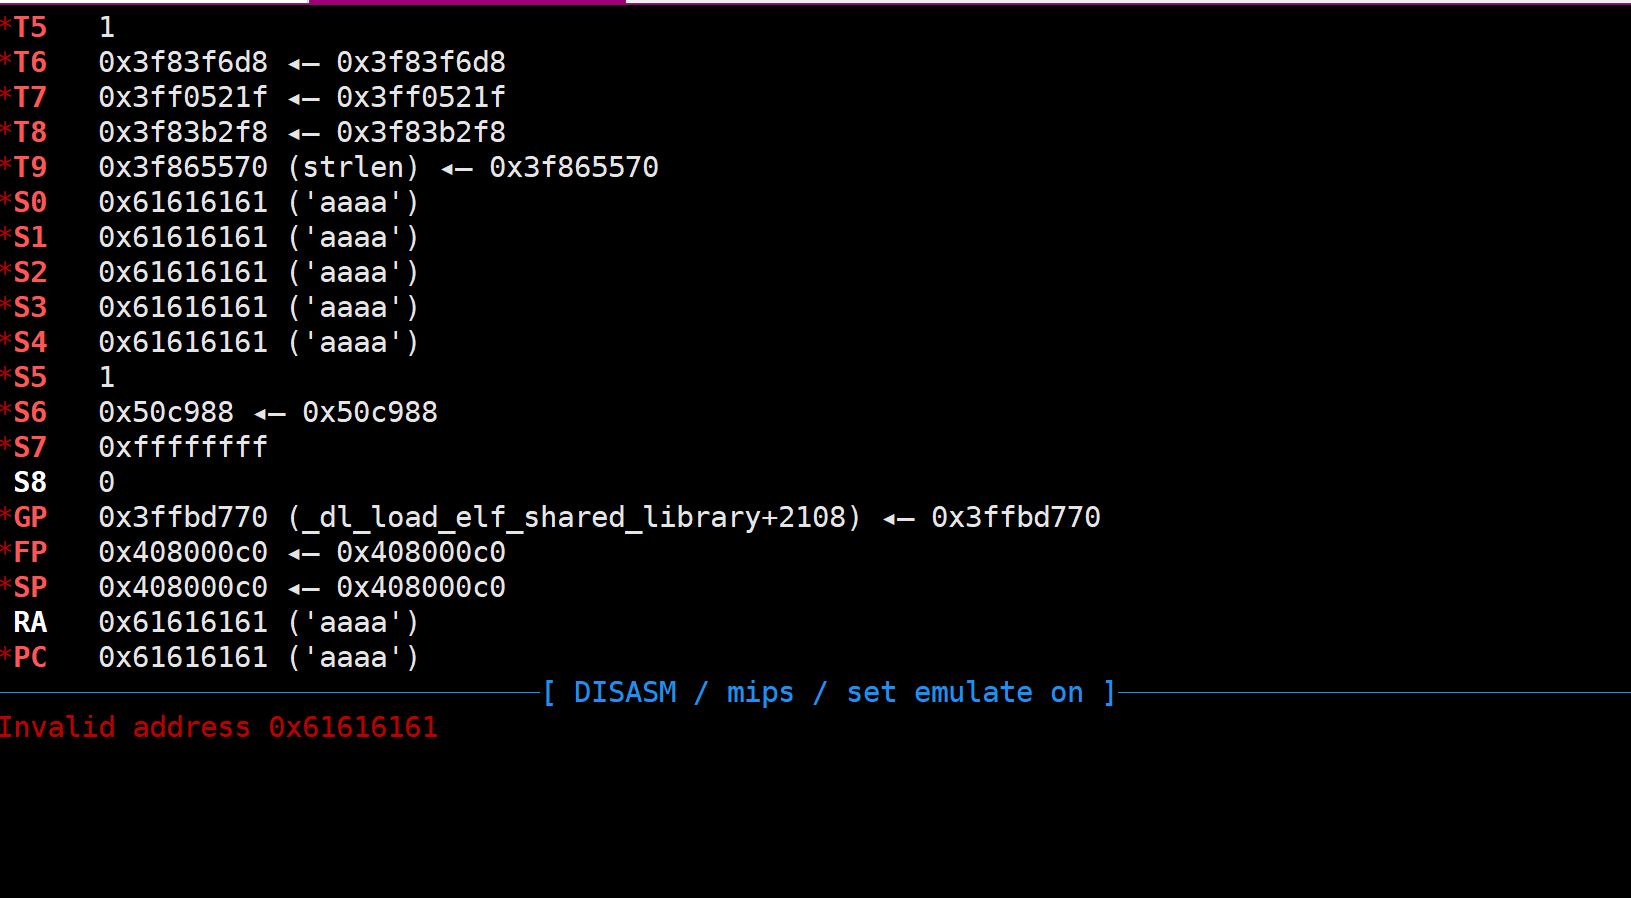 *T5   1
*T6   0x3f83f6d8 ◂— 0x3f83f6d8
*T7   0x3ff0521f ◂— 0x3ff0521f
*T8   0x3f83b2f8 ◂— 0x3f83b2f8
*T9   0x3f865570 (strlen) ◂— 0x3f865570
*S0   0x61616161 ('aaaa')
*S1   0x61616161 ('aaaa')
*S2   0x61616161 ('aaaa')
*S3   0x61616161 ('aaaa')
*S4   0x61616161 ('aaaa')
*S5   1
*S6   0x50c988 ◂— 0x50c988
*S7   0xffffffff
 S8   0
*GP   0x3ffbd770 (_dl_load_elf_shared_library+2108) ◂— 0x3ffbd770
*FP   0x408000c0 ◂— 0x408000c0
*SP   0x408000c0 ◂— 0x408000c0
 RA   0x61616161 ('aaaa')
*PC   0x61616161 ('aaaa')
[ DISASM / mips / set emulate on ]
Invalid address 0x61616161